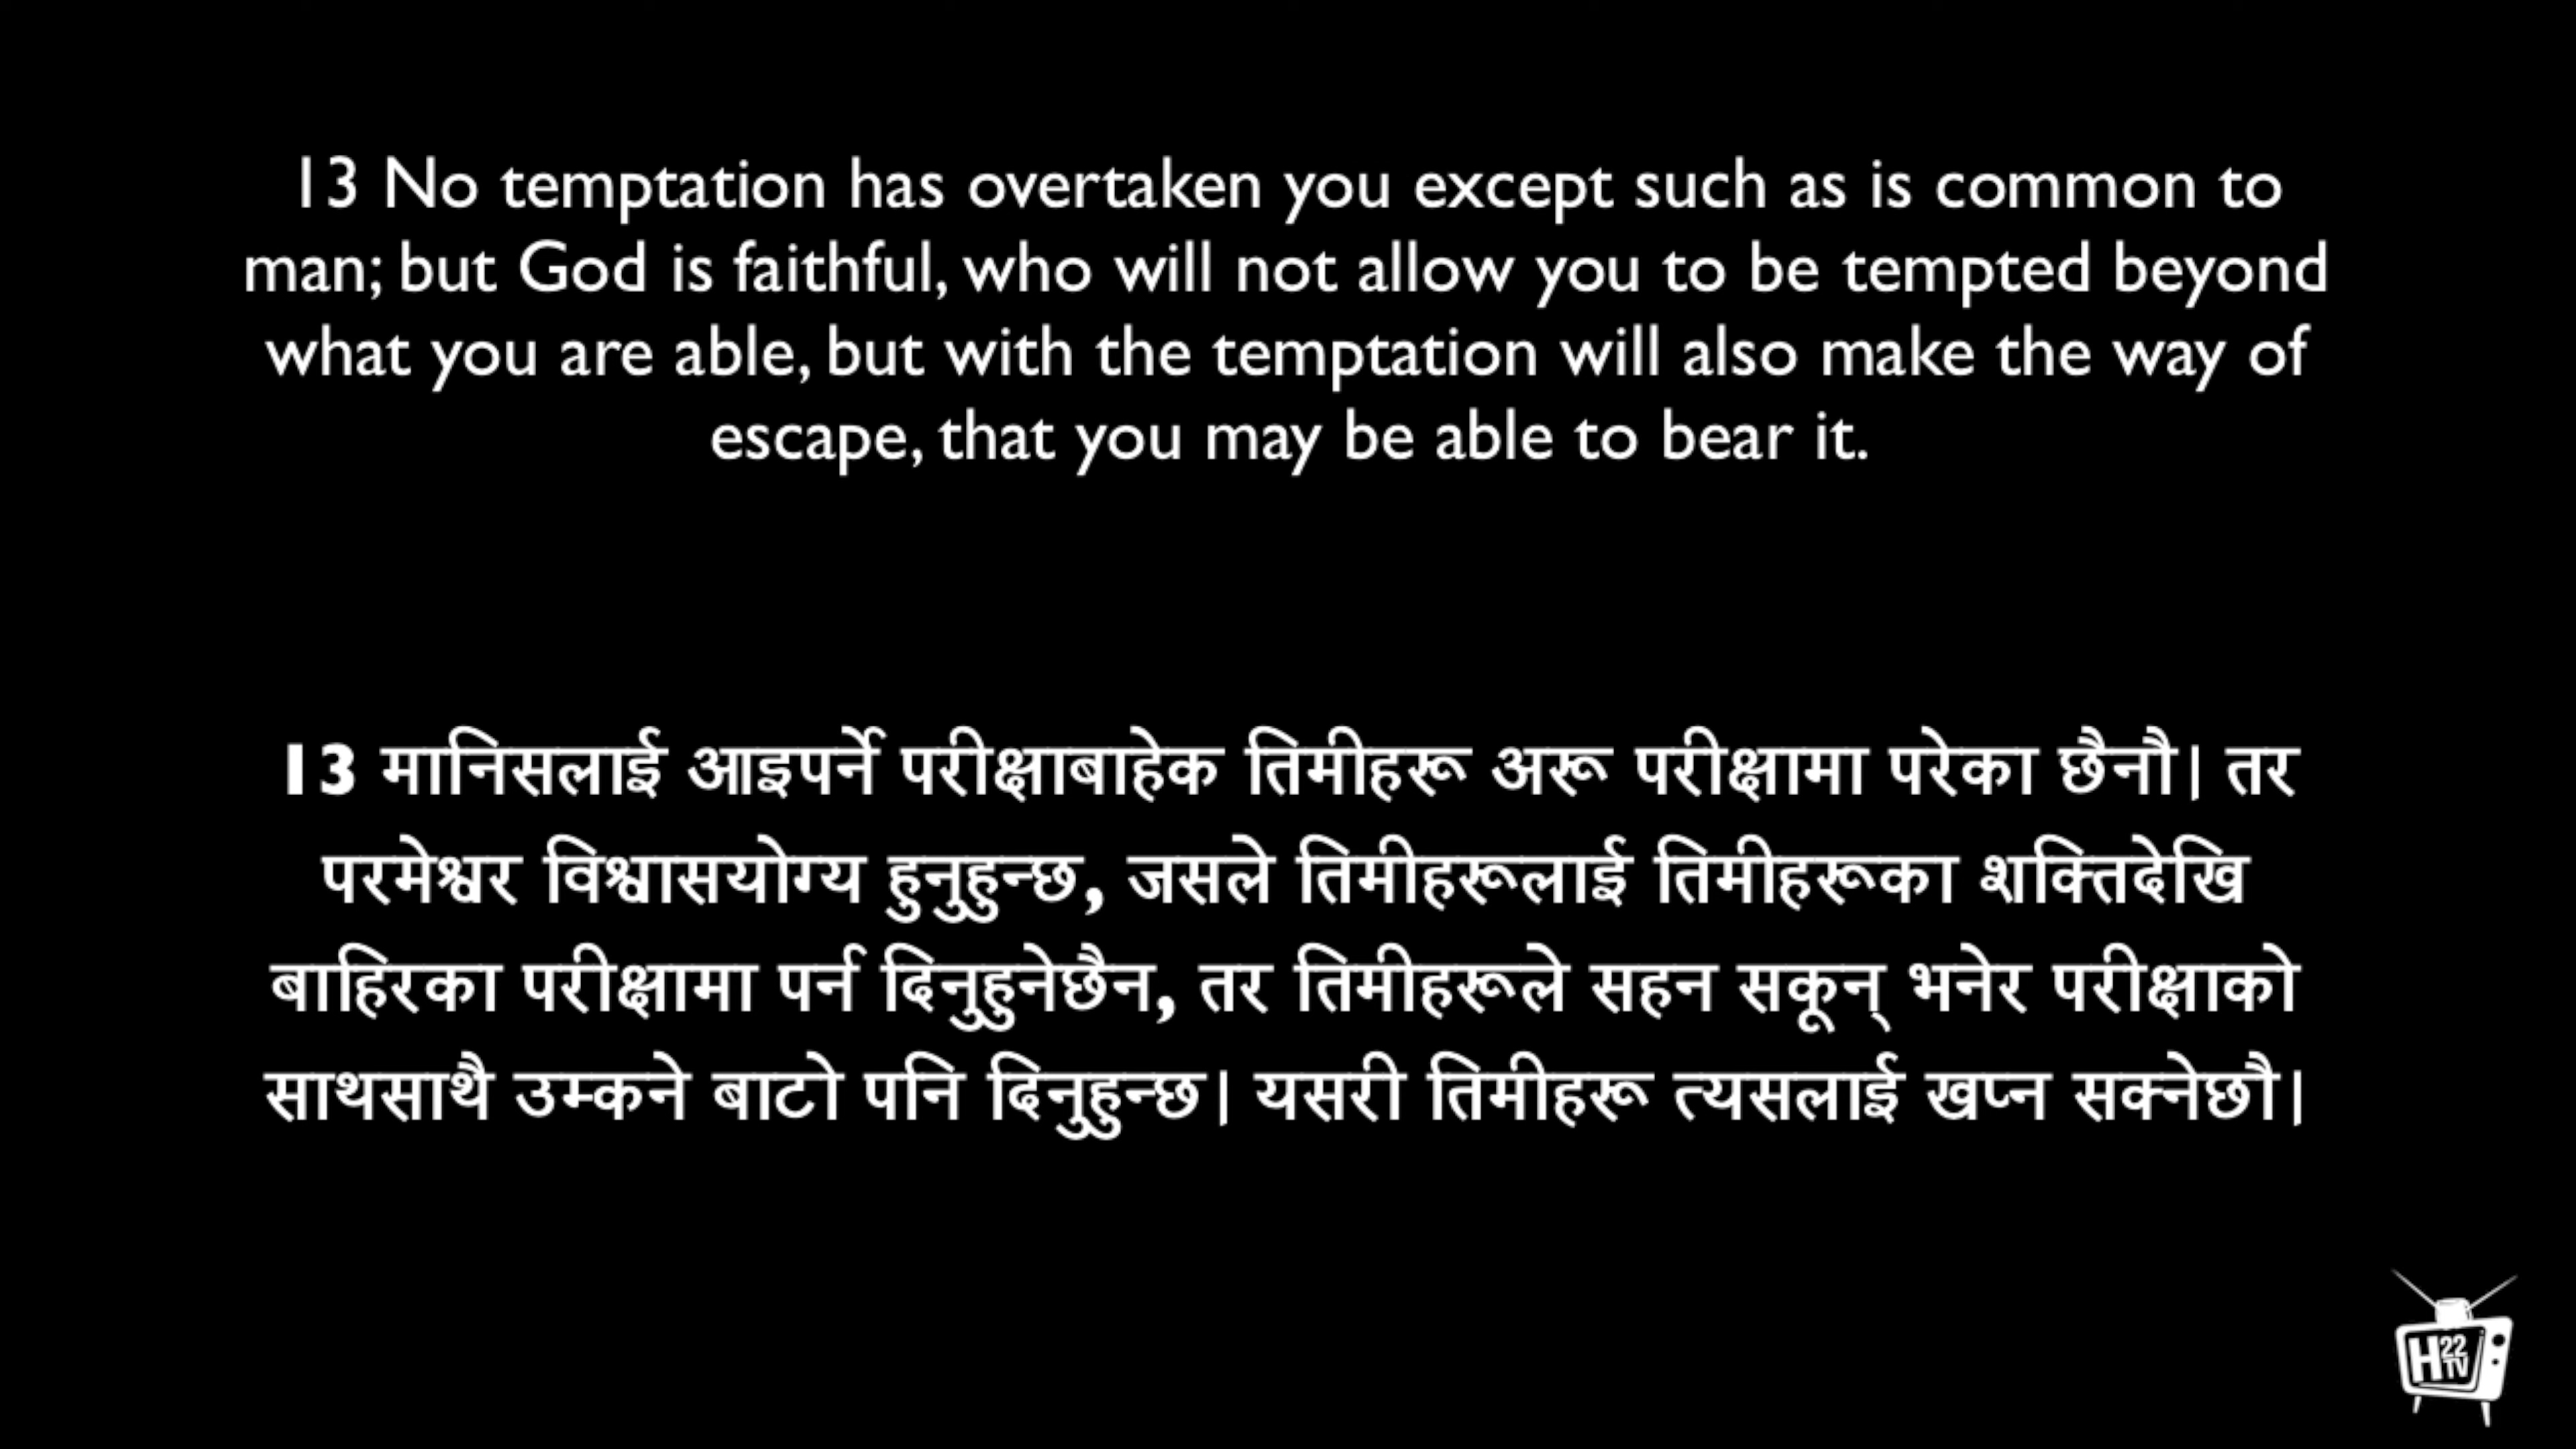 13 No temptation has overtaken you except such as is common to
man; but God is faithful, who will not allow you to be tempted beyond
what you are able, but with the temptation will also make the way of
escape, that you may be able to bear it.
13 मानिसलाई आइपर्ने परीक्षाबाहेक तिमीहरू अरू परीक्षामा परेका छैनौ। तर
परमेश्वर विश्वासयोग्य हुनुहुन्छ, जसले तिमीहरूलाई तिमीहरूका शक्तिदेखि
बाहिरका परीक्षामा पर्न दिनुहुनेछैन, तर तिमीहरूले सहन सकून् भनेर परीक्षाको
साथसाथै उम्कने बाटो पनि दिनुहुन्छ। यसरी तिमीहरू त्यसलाई खप्न सक्नेछौ।
H22 TV